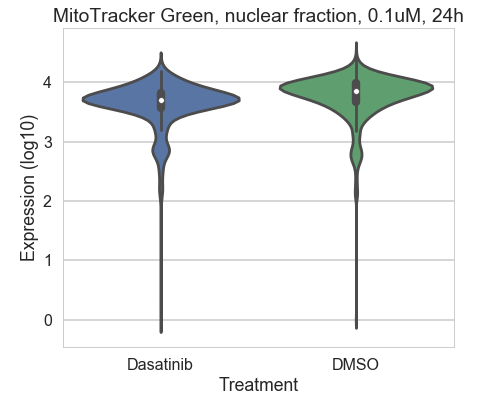 MitoTracker Green, nuclear fraction, 0.1uM, 24h
4
3
2
1
0
Expression (log10)
Dasatinib DMSO
Treatment